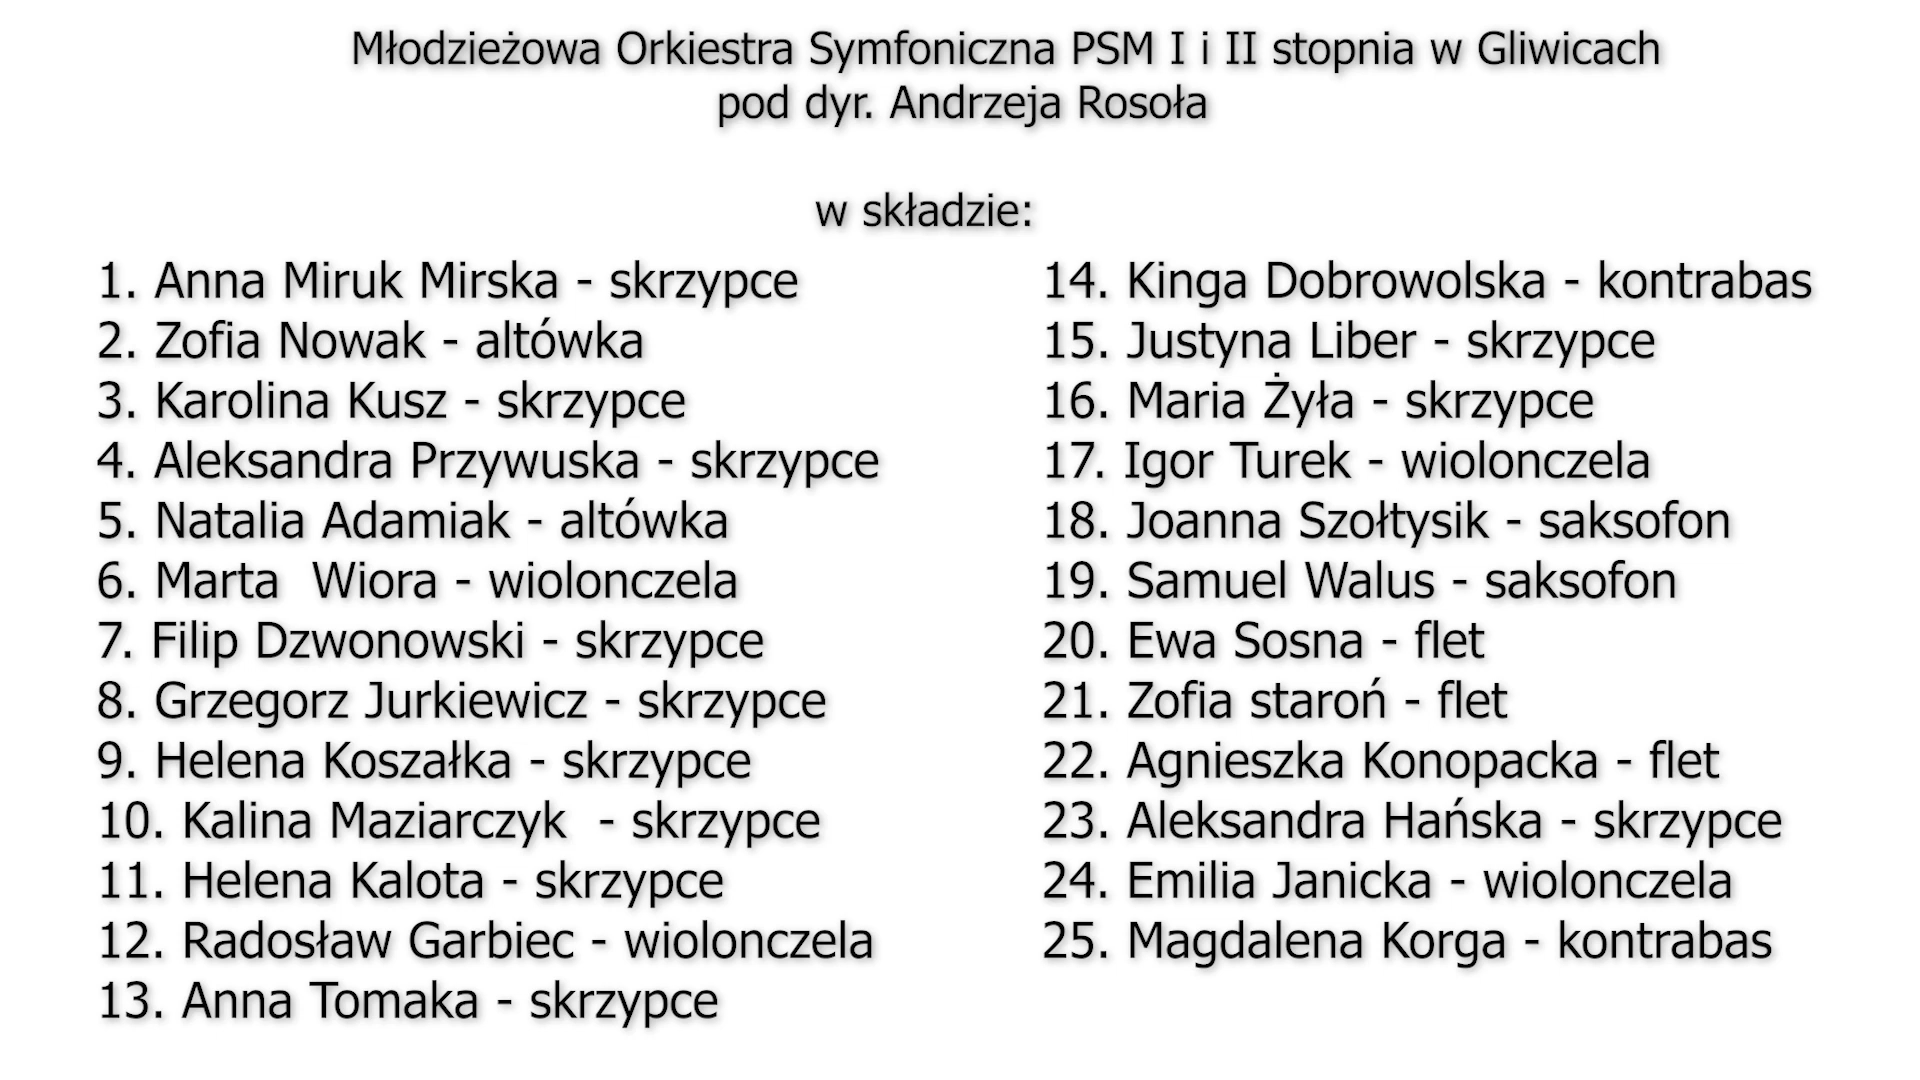 Młodzieżowa Orkiestra Symfoniczna PSM I i II stopnia w Gliwicach
pod dyr. Andrzeja Rosoła
w składzie:
1. Anna Miruk Mirska - skrzypce
2. Zofia Nowak - altówka
3. Karolina Kusz - skrzypce
4. Aleksandra Przywuska - skrzypce
5. Natalia Adamiak - altówka
6. Marta  Wiora - wiolonczela
7. Filip Dzwonowski - skrzypce
8. Grzegorz Jurkiewicz - skrzypce
9. Helena Koszałka - skrzypce
10. Kalina Maziarczyk  - skrzypce
11. Helena Kalota - skrzypce
12. Radosław Garbiec - wiolonczela
13. Anna Tomaka - skrzypce
14. Kinga Dobrowolska - kontrabas
15. Justyna Liber - skrzypce
16. Maria Żyła - skrzypce
17. Igor Turek - wiolonczela
18. Joanna Szołtysik - saksofon
19. Samuel Walus - saksofon
20. Ewa Sosna - flet
21. Zofia staroń - flet
22. Agnieszka Konopacka - flet
23. Aleksandra Hańska - skrzypce
24. Emilia Janicka - wiolonczela
25. Magdalena Korga - kontrabas